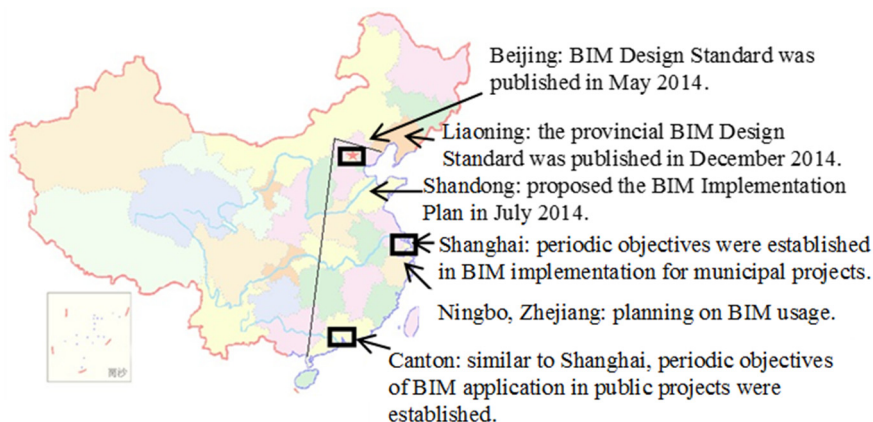 Beijing: BIM Design Standard was
published in May 2014.
Liaoning: the provincial BIM Design
Standard was published in December 2014.
Shandong: proposed the BIM Implementation
Plan in July 2014.
Shanghai: periodic objectives were established
in BIM implementation for municipal projects.
Ningbo, Zhejiang: planning on BIM usage.
Canton: similar to Shanghai, periodic objectives
of BIM application in public projects were
established.